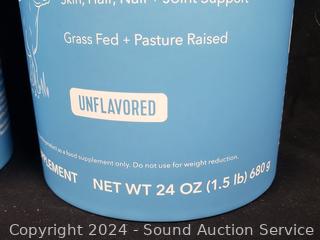 Skin, Hair, Nail + Joint Support
Grass Fed + Pasture Raised
UNFLAVORED
product as a food supplement only. Do not use for weight reduction.
NET WT 24 OZ (1.5 lb) 680g
Copyright 2024 - Sound Auction Service